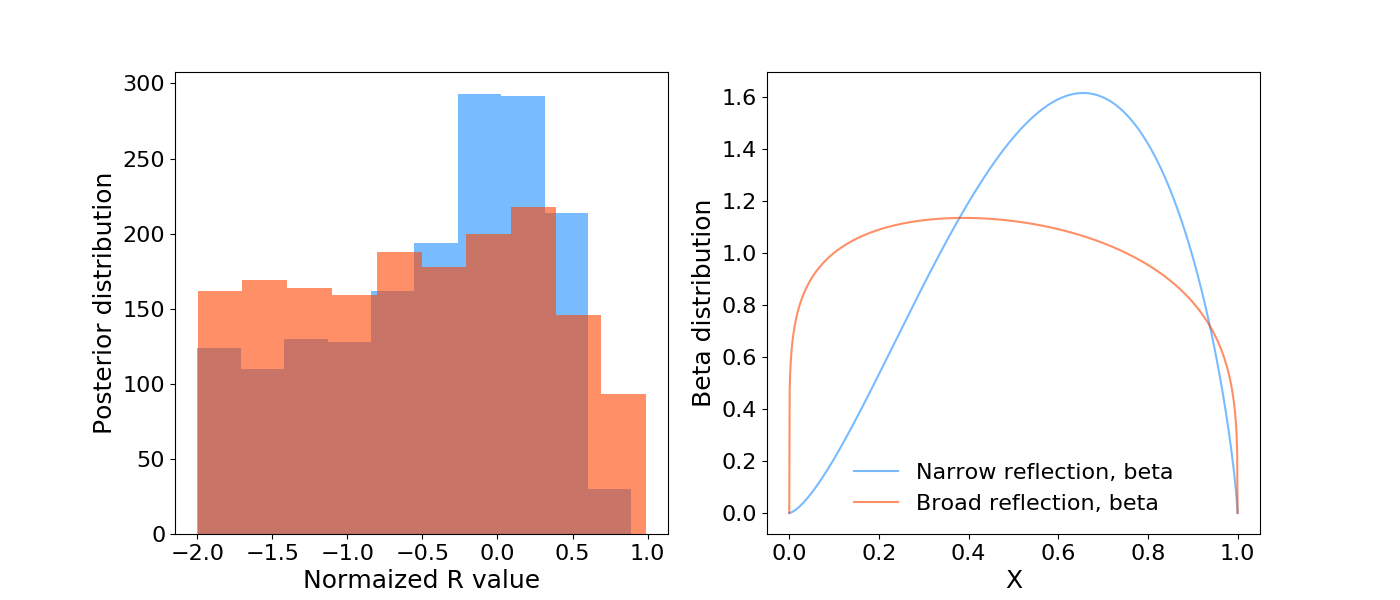 Posterior distribution
300
250
200
150
100
50
0
−2.0 −1.5 −1.0 −0.5 0.0 0.5 1.0
Normaized R value
Beta distribution
1.6
1.4
1.2
1.0
0.8
0.6
0.4
0.2
0.0
Narrow reflection, beta
Broad reflection, beta
0.0 0.2 0.4 0.6 0.8 1.0
X